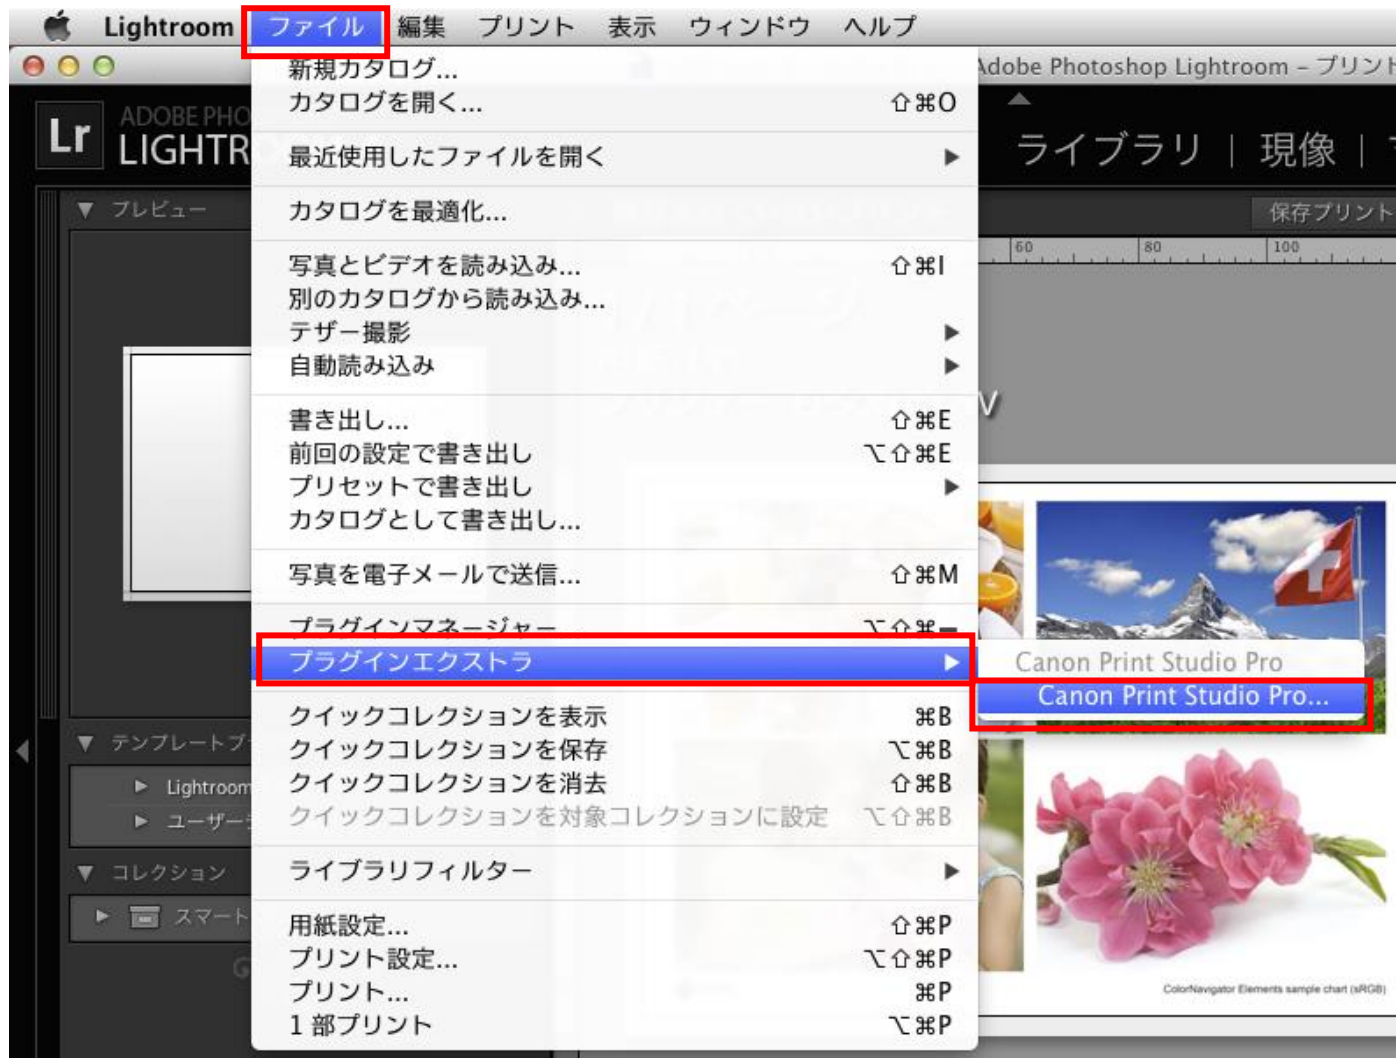 Lightroom ファイル 編集 プリント 表示 ウィンドウ ヘルプ
Adobe Photoshop Lightroom – プリント
Lr ADOBE PHO
LIGHTR
ライブラリ | 現像 |
プレビュー
保存プリント
60 80 100
新規カタログ...
カタログを開く... ⇧⌘O
最近使用したファイルを開く ▶
カタログを最適化...
写真とビデオを読み込み... ⇧⌘I
別のカタログから読み込み...
テザー撮影 ▶
自動読み込み ▶
書き出し... ⇧⌘E
前回の設定で書き出し ⌥⇧⌘E
プリセットで書き出し ▶
カタログとして書き出し...
写真を電子メールで送信... ⇧⌘M
プラグインマネージャー ⌥⇧⌘
プラグインエクストラ ▶
Canon Print Studio Pro
Canon Print Studio Pro...
クイックコレクションを表示 ⌘B
クイックコレクションを保存 ⌥⌘B
クイックコレクションを消去 ⇧⌘B
クイックコレクションを対象コレクションに設定 ⌥⇧⌘B
ライブラリフィルター ▶
用紙設定... ⇧⌘P
プリント設定... ⌥⇧⌘P
プリント... ⌘P
1 部プリント ⌥⌘P
テンプレートブ
Lightroom
ユーザー
コレクション
スマート
ColorNavigator Elements sample chart (sRGB)